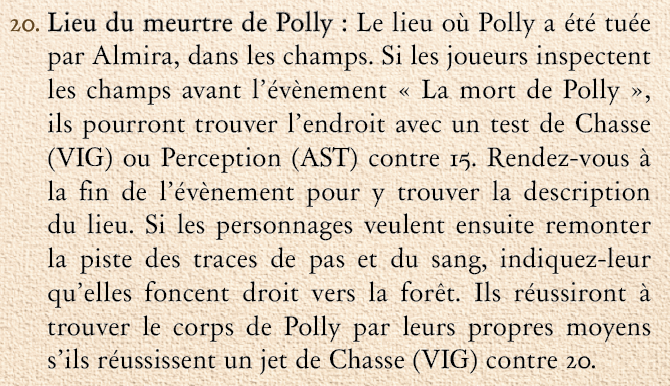 20. Lieu du meurtre de Polly : Le lieu où Polly a été tuée
par Almira, dans les champs. Si les joueurs inspectent
les champs avant l’évènement « La mort de Polly »,
ils pourront trouver l’endroit avec un test de Chasse
(VIG) ou Perception (AST) contre 15. Rendez-vous à
la fin de l’évènement pour y trouver la description
du lieu. Si les personnages veulent ensuite remonter
la piste des traces de pas et du sang, indiquez-leur
qu’elles foncent droit vers la forêt. Ils réussiront à
trouver le corps de Polly par leurs propres moyens
s’ils réussissent un jet de Chasse (VIG) contre 20.